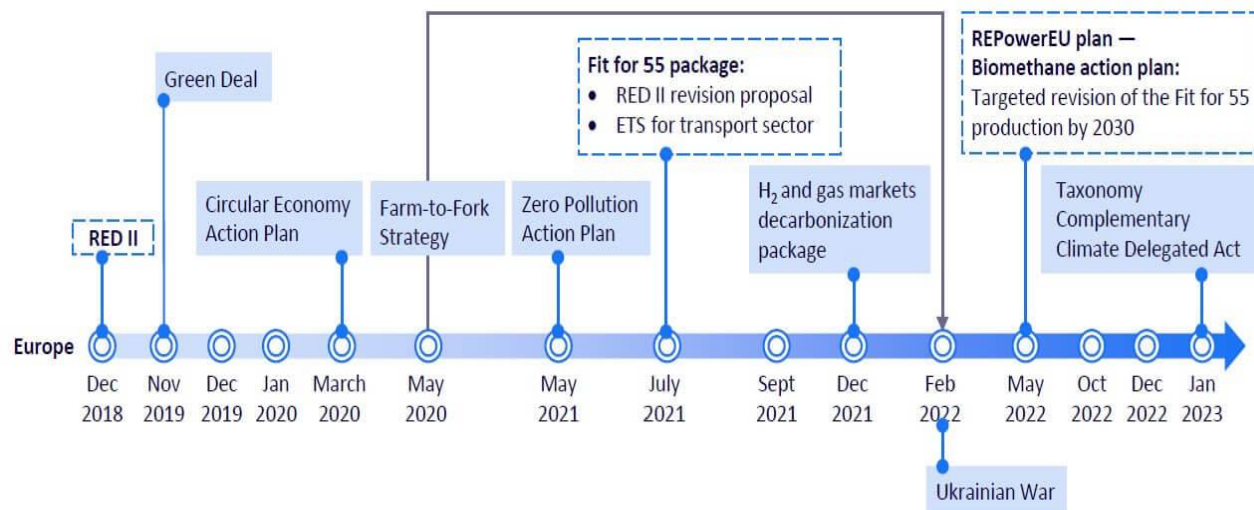 Green Deal
RED II
Circular Economy
Action Plan
Farm-to-Fork
Strategy
Zero Pollution
Action Plan
Fit for 55 package:
• RED II revision proposal
• ETS for transport sector
H₂ and gas markets
decarbonization
package
REPowerEU plan —
Biomethane action plan:
Targeted revision of the Fit for 55
production by 2030
Taxonomy
Complementary
Climate Delegated Act
Europe
Dec
2018
Nov
2019
Dec
2019
Jan
2020
March
2020
May
2020
May
2021
July
2021
Sept
2021
Dec
2021
Feb
2022
May
2022
Oct
2022
Dec
2022
Jan
2023
Ukrainian War